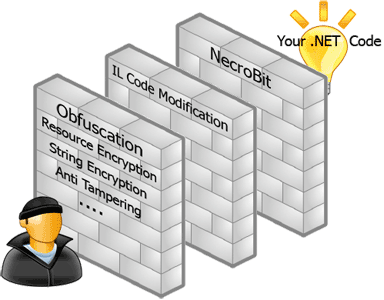 Your .NET Code
NecroBit
IL Code Modification
Obfuscation
Resource Encryption
String Encryption
Anti Tampering
....